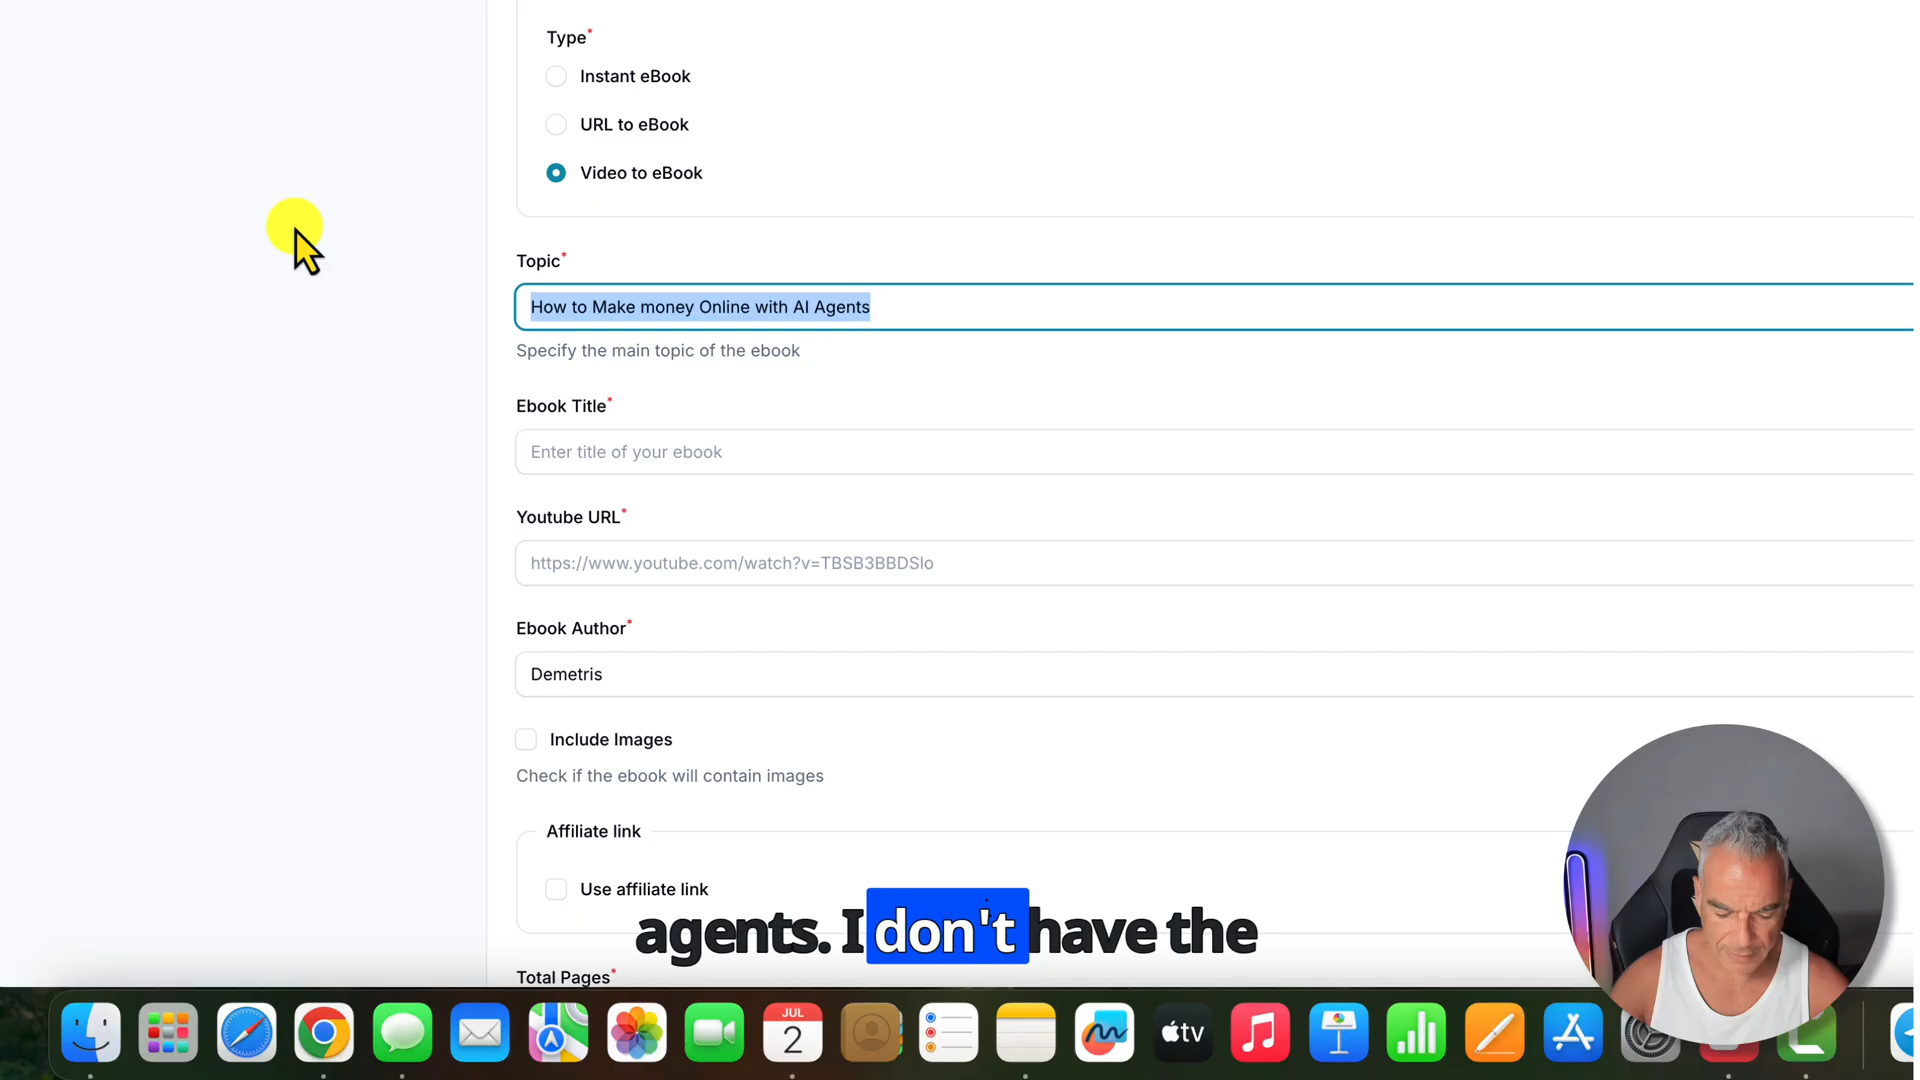 Type*
Instant eBook
URL to eBook
Video to eBook
Topic*
How to Make money Online with AI Agents
Specify the main topic of the ebook
Ebook Title*
Enter title of your ebook
Youtube URL*
https://www.youtube.com/watch?v=TBSB3BBDSlo
Ebook Author*
Demetris
Include Images
Check if the ebook will contain images
Affiliate link
Use affiliate link
agents. I don't have the
Total Pages*
JUL
2
tv